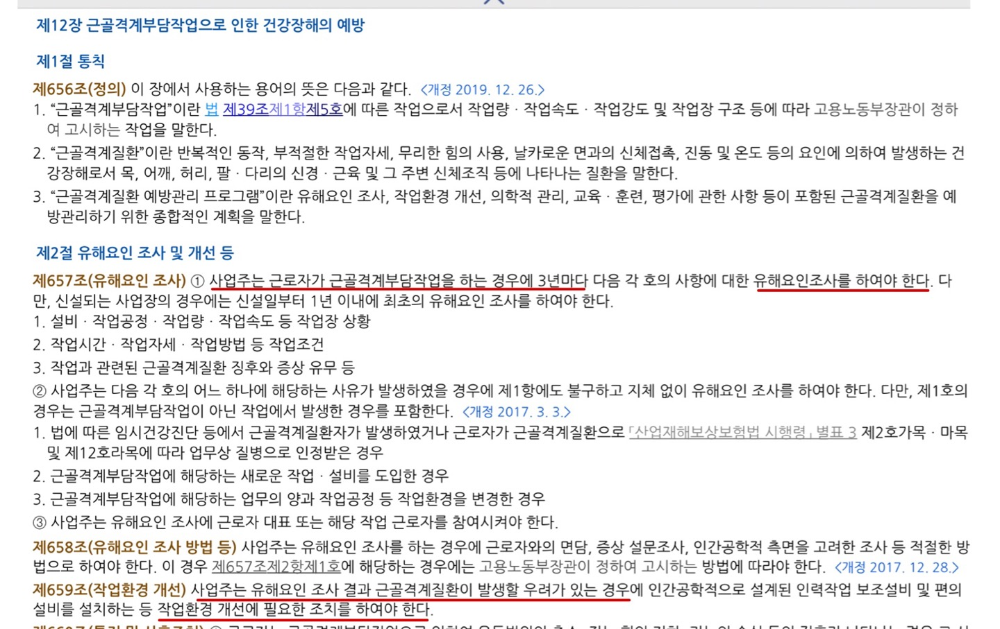 제12장 근골격계부담작업으로 인한 건강장해의 예방
제1절 통칙
제656조(정의) 이 장에서 사용하는 용어의 뜻은 다음과 같다. <개정 2019. 12. 26.>
1. “근골격계부담작업”이란 법 제39조제1항제5호에 따른 작업으로서 작업량ㆍ작업속도ㆍ작업강도 및 작업장 구조 등에 따라 고용노동부장관이 정하
여 고시하는 작업을 말한다.
2. “근골격계질환”이란 반복적인 동작, 부적절한 작업자세, 무리한 힘의 사용, 날카로운 면과의 신체접촉, 진동 및 온도 등의 요인에 의하여 발생하는 건
강장해로서 목, 어깨, 허리, 팔ㆍ다리의 신경ㆍ근육 및 그 주변 신체조직 등에 나타나는 질환을 말한다.
3. “근골격계질환 예방관리 프로그램”이란 유해요인 조사, 작업환경 개선, 의학적 관리, 교육ㆍ훈련, 평가에 관한 사항 등이 포함된 근골격계질환을 예
방관리하기 위한 종합적인 계획을 말한다.
제2절 유해요인 조사 및 개선 등
제657조(유해요인 조사) ① 사업주는 근로자가 근골격계부담작업을 하는 경우에 3년마다 다음 각 호의 사항에 대한 유해요인조사를 하여야 한다. 다
만, 신설되는 사업장의 경우에는 신설일부터 1년 이내에 최초의 유해요인 조사를 하여야 한다.
1. 설비ㆍ작업공정ㆍ작업량ㆍ작업속도 등 작업장 상황
2. 작업시간ㆍ작업자세ㆍ작업방법 등 작업조건
3. 작업과 관련된 근골격계질환 징후와 증상 유무 등
② 사업주는 다음 각 호의 어느 하나에 해당하는 사유가 발생하였을 경우에 제1항에도 불구하고 지체 없이 유해요인 조사를 하여야 한다. 다만, 제1호의
경우는 근골격계부담작업이 아닌 작업에서 발생한 경우를 포함한다. <개정 2017. 3. 3.>
1. 법에 따른 임시건강진단 등에서 근골격계질환자가 발생하였거나 근로자가 근골격계질환으로 「산업재해보상보험법 시행령」 별표 3 제2호가목ㆍ마목
및 제12호라목에 따라 업무상 질병으로 인정받은 경우
2. 근골격계부담작업에 해당하는 새로운 작업ㆍ설비를 도입한 경우
3. 근골격계부담작업에 해당하는 업무의 양과 작업공정 등 작업환경을 변경한 경우
③ 사업주는 유해요인 조사에 근로자 대표 또는 해당 작업 근로자를 참여시켜야 한다.
제658조(유해요인 조사 방법 등) 사업주는 유해요인 조사를 하는 경우에 근로자와의 면담, 증상 설문조사, 인간공학적 측면을 고려한 조사 등 적절한 방
법으로 하여야 한다. 이 경우 제657조제2항제1호에 해당하는 경우에는 고용노동부장관이 정하여 고시하는 방법에 따라야 한다. <개정 2017. 12. 28.>
제659조(작업환경 개선) 사업주는 유해요인 조사 결과 근골격계질환이 발생할 우려가 있는 경우에 인간공학적으로 설계된 인력작업 보조설비 및 편의
설비를 설치하는 등 작업환경 개선에 필요한 조치를 하여야 한다.